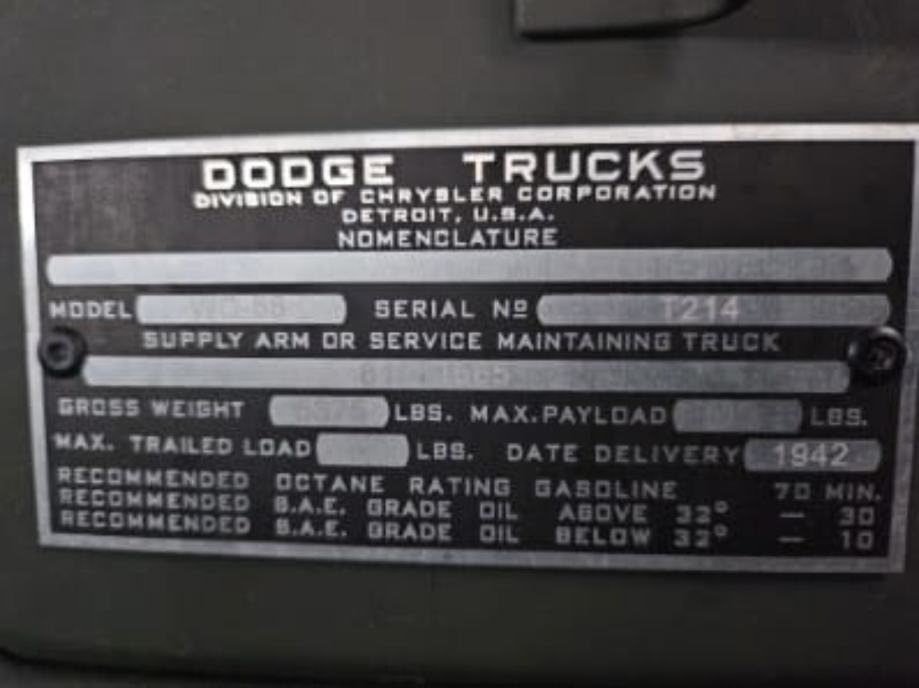 DODGE TRUCKS
DIVISION OF CHRYSLER CORPORATION
DETROIT, U.S.A.
NOMENCLATURE
MODEL SERIAL Nº T214
SUPPLY ARM OR SERVICE MAINTAINING TRUCK
GROSS WEIGHT LBS. MAX.PAYLOAD LBS.
MAX. TRAILED LOAD LBS. DATE DELIVERY 1942
RECOMMENDED OCTANE RATING GASOLINE 70 MIN.
RECOMMENDED S.A.E. GRADE OIL ABOVE 32° — 30
RECOMMENDED S.A.E. GRADE OIL BELOW 32° — 10